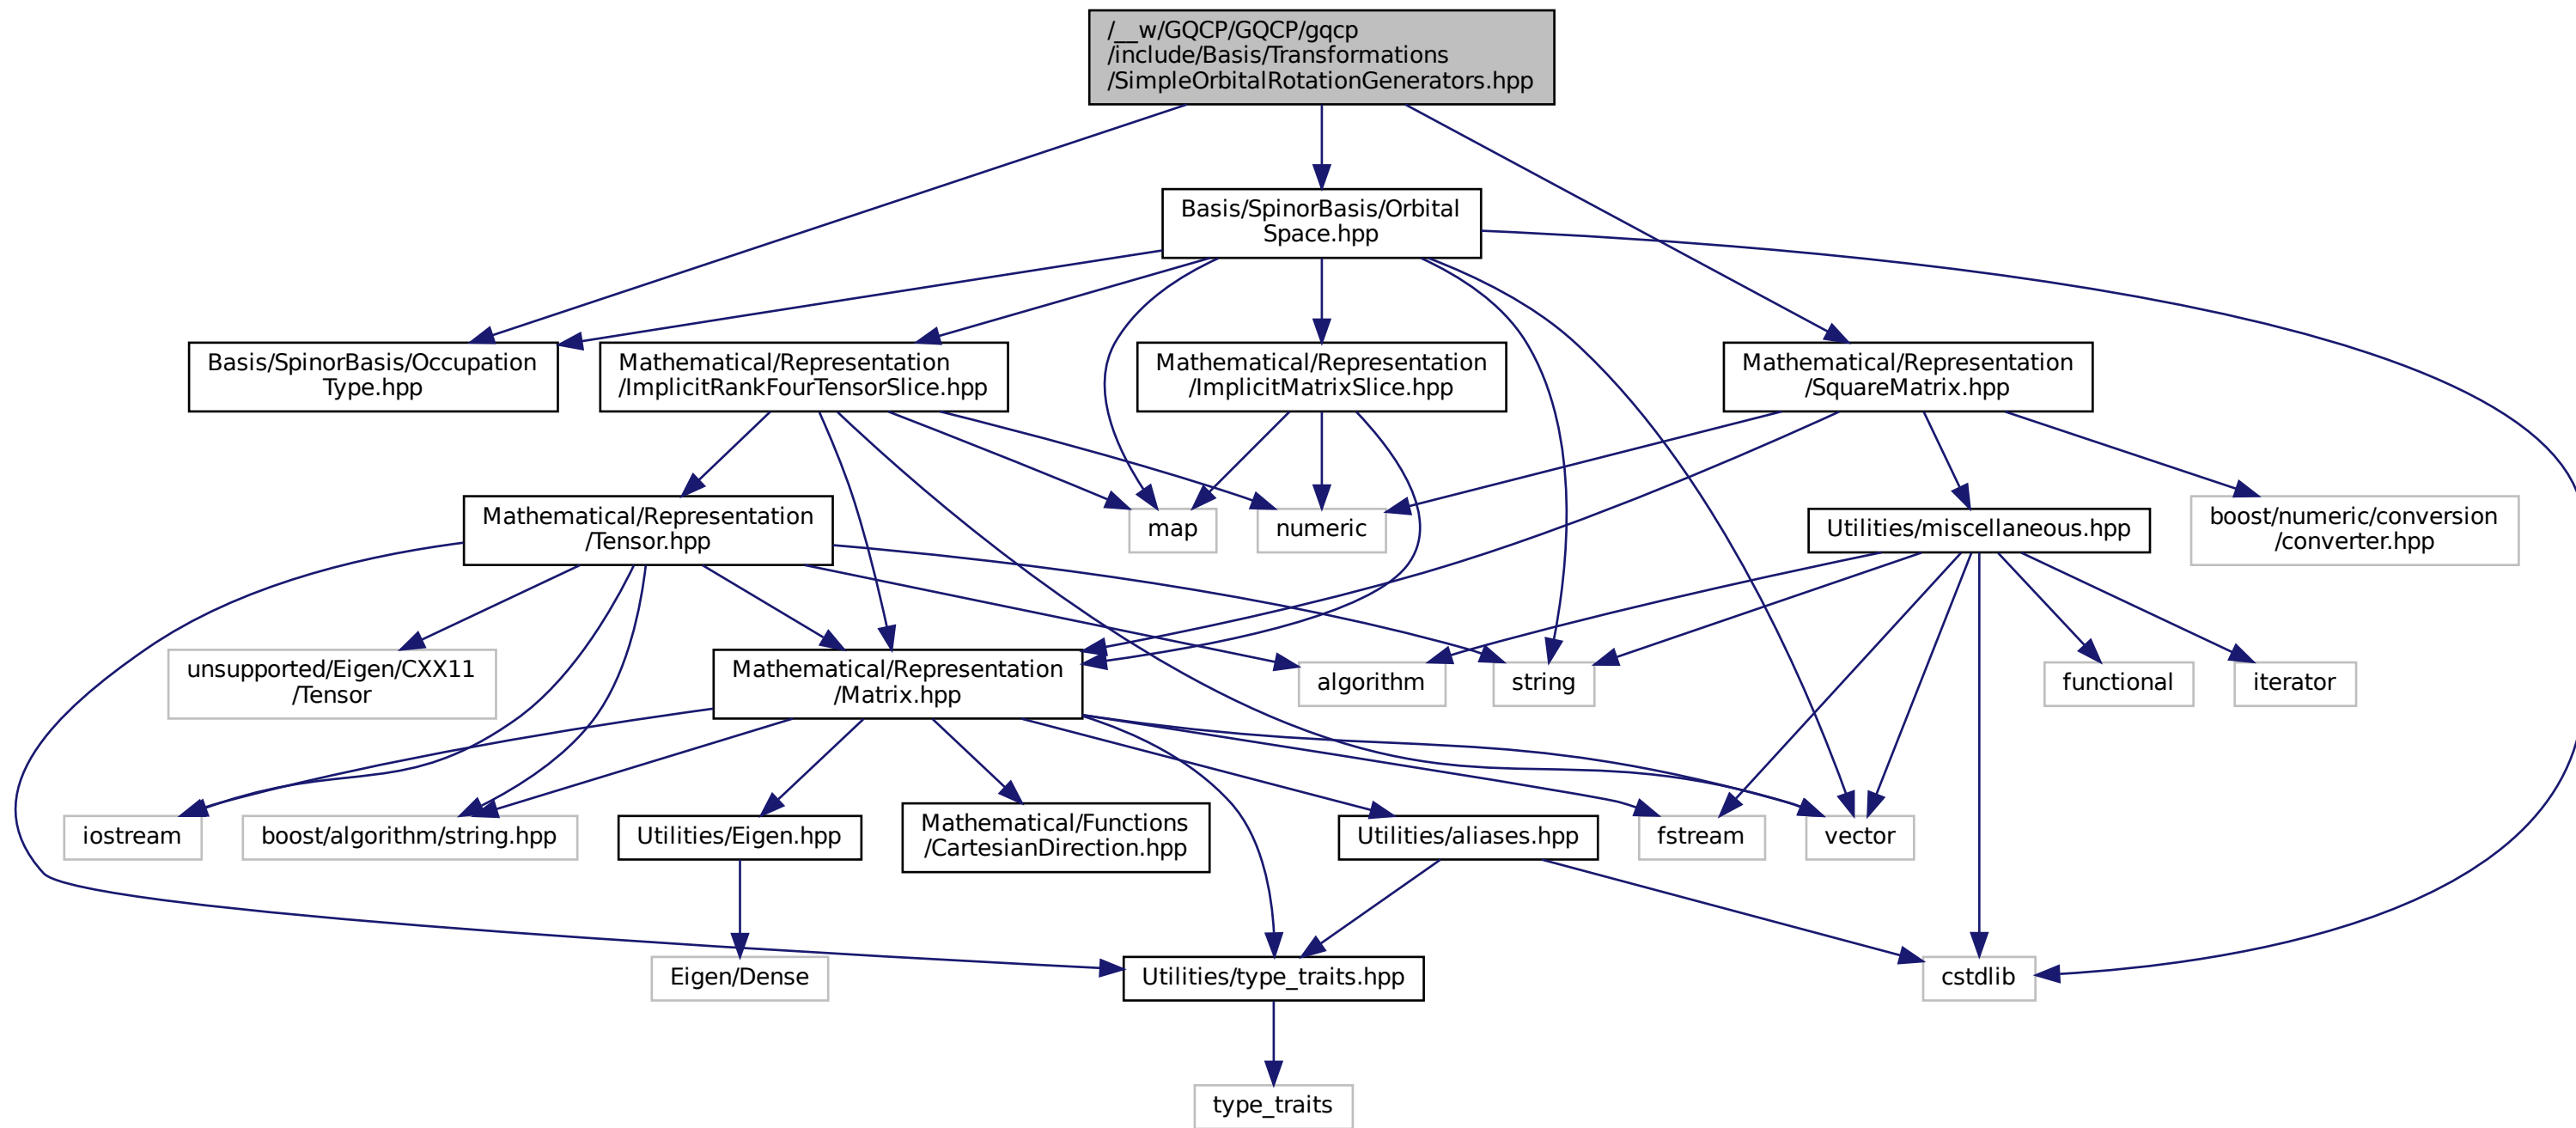 /__w/GQCP/GQCP/gqcp
/include/Basis/Transformations
/SimpleOrbitalRotationGenerators.hpp
Basis/SpinorBasis/Orbital
Space.hpp
Basis/SpinorBasis/Occupation
Type.hpp
Mathematical/Representation
/ImplicitRankFourTensorSlice.hpp
Mathematical/Representation
/ImplicitMatrixSlice.hpp
Mathematical/Representation
/SquareMatrix.hpp
Mathematical/Representation
/Tensor.hpp
map
numeric
Utilities/miscellaneous.hpp
boost/numeric/conversion
/converter.hpp
unsupported/Eigen/CXX11
/Tensor
Mathematical/Representation
/Matrix.hpp
algorithm
string
functional
iterator
iostream
boost/algorithm/string.hpp
Utilities/Eigen.hpp
Mathematical/Functions
/CartesianDirection.hpp
Utilities/aliases.hpp
fstream
vector
Eigen/Dense
Utilities/type_traits.hpp
cstdlib
type_traits